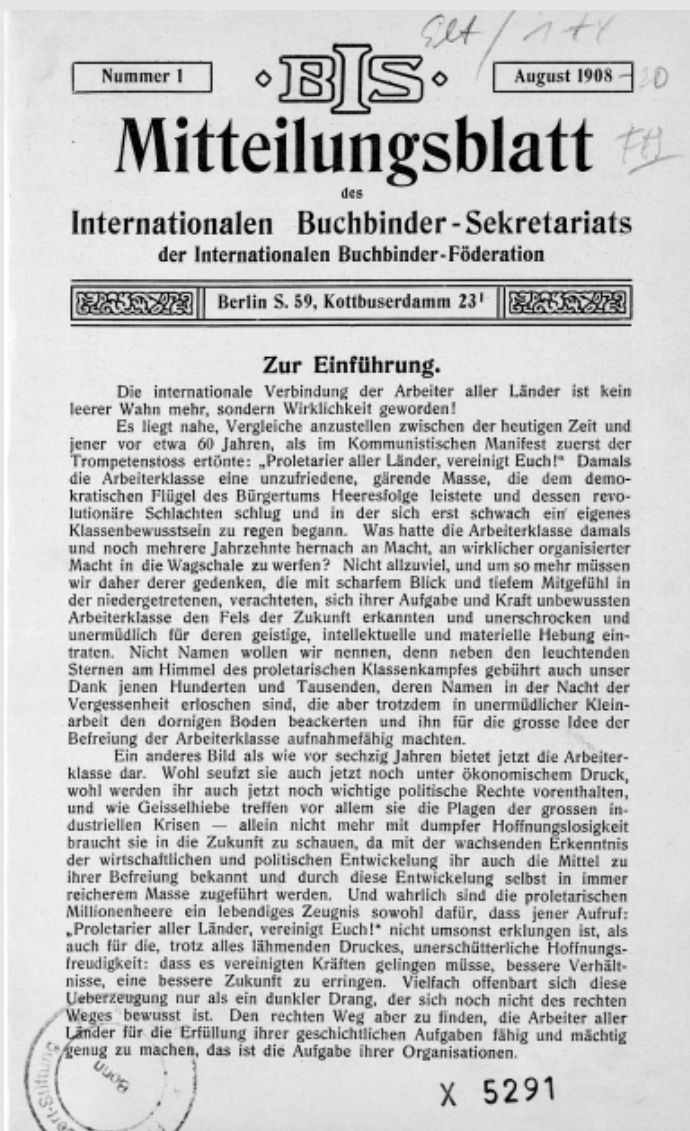 Nummer 1
BIS
August 1908
Mitteilungsblatt
des
Internationalen Buchbinder-Sekretariats
der Internationalen Buchbinder-Föderation
Berlin S. 59, Kottbuserdamm 23ᴵ
Zur Einführung.
Die internationale Verbindung der Arbeiter aller Länder ist kein
leerer Wahn mehr, sondern Wirklichkeit geworden!
Es liegt nahe, Vergleiche anzustellen zwischen der heutigen Zeit und
jener vor etwa 60 Jahren, als im Kommunistischen Manifest zuerst der
Trompetenstoss ertönte: „Proletarier aller Länder, vereinigt Euch!“ Damals
die Arbeiterklasse eine unzufriedene, gärende Masse, die dem demo-
kratischen Flügel des Bürgertums Heeresfolge leistete und dessen revo-
lutionäre Schlachten schlug und in der sich erst schwach ein eigenes
Klassenbewusstsein zu regen begann. Was hatte die Arbeiterklasse damals
und noch mehrere Jahrzehnte hernach an Macht, an wirklicher organisierter
Macht in die Wagschale zu werfen? Nicht allzuviel, und um so mehr müssen
wir daher derer gedenken, die mit scharfem Blick und tiefem Mitgefühl in
der niedergetretenen, verachteten, sich ihrer Aufgabe und Kraft unbewussten
Arbeiterklasse den Fels der Zukunft erkannten und unerschrocken und
unermüdlich für deren geistige, intellektuelle und materielle Hebung ein-
traten. Nicht Namen wollen wir nennen, denn neben den leuchtenden
Sternen am Himmel des proletarischen Klassenkampfes gebührt auch unser
Dank jenen Hunderten und Tausenden, deren Namen in der Nacht der
Vergessenheit erloschen sind, die aber trotzdem in unermüdlicher Klein-
arbeit den dornigen Boden beackerten und ihn für die grosse Idee der
Befreiung der Arbeiterklasse aufnahmefähig machten.
Ein anderes Bild als wie vor sechzig Jahren bietet jetzt die Arbeiter-
klasse dar. Wohl seufzt sie auch jetzt noch unter ökonomischem Druck,
wohl werden ihr auch jetzt noch wichtige politische Rechte vorenthalten,
und wie Geisselhiebe treffen vor allem sie die Plagen der grossen in-
dustriellen Krisen — allein nicht mehr mit dumpfer Hoffnungslosigkeit
braucht sie in die Zukunft zu schauen, da mit der wachsenden Erkenntnis
der wirtschaftlichen und politischen Entwickelung ihr auch die Mittel zu
ihrer Befreiung bekannt und durch diese Entwickelung selbst in immer
reicherem Masse zugeführt werden. Und wahrlich sind die proletarischen
Millionenheere ein lebendiges Zeugnis sowohl dafür, dass jener Aufruf:
„Proletarier aller Länder, vereinigt Euch!“ nicht umsonst erklungen ist, als
auch für die, trotz alles lähmenden Druckes, unerschütterliche Hoffnungs-
freudigkeit: dass es vereinigten Kräften gelingen müsse, bessere Verhält-
nisse, eine bessere Zukunft zu erringen. Vielfach offenbart sich diese
Ueberzeugung nur als ein dunkler Drang, der sich noch nicht des rechten
Weges bewusst ist. Den rechten Weg aber zu finden, die Arbeiter aller
Länder für die Erfüllung ihrer geschichtlichen Aufgaben fähig und mächtig
genug zu machen, das ist die Aufgabe ihrer Organisationen.
Bonn
X 5291